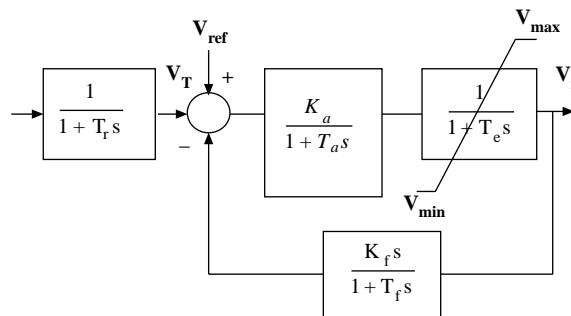 V_max
V_ref
V_T
+
V
1
1 + T_r s
K_a
1 + T_a s
1
1 + T_e s
−
V_min
K_f s
1 + T_f s